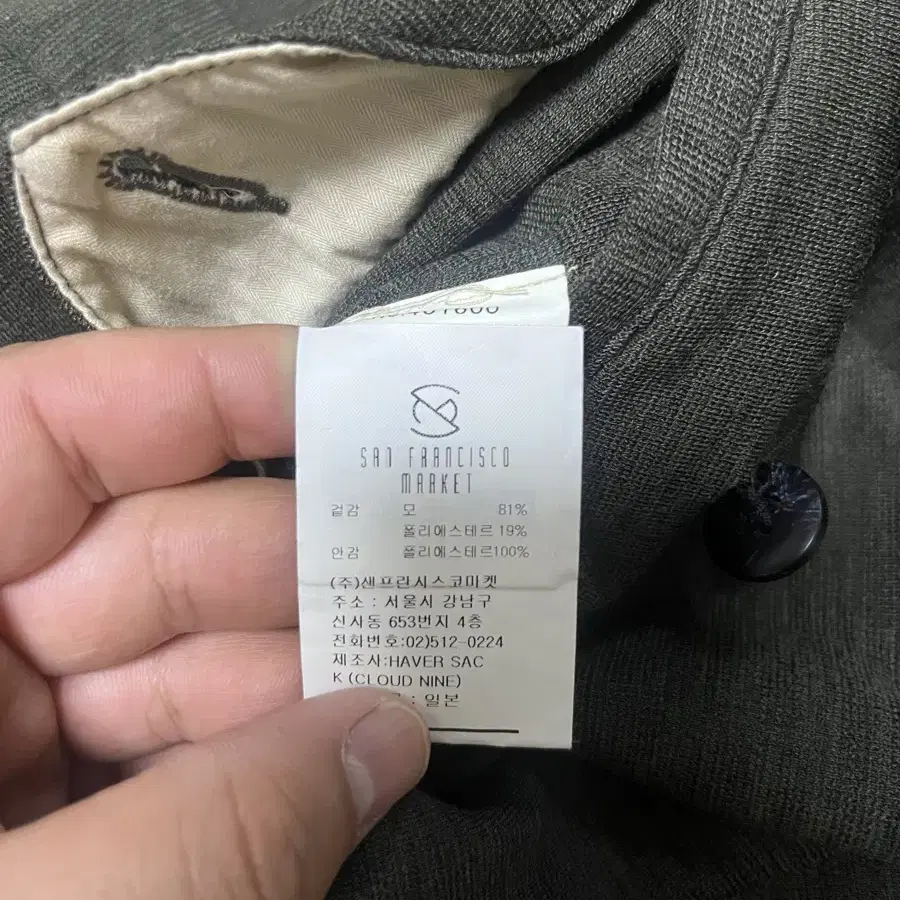 SAN FRANCISCO
MARKET
겉감 모 81%
폴리에스테르 19%
안감 폴리에스테르100%
(주)샌프란시스코마켓
주소 : 서울시 강남구
신사동 653번지 4층
전화번호:02)512-0224
제조사:HAVER SAC
K (CLOUD NINE)
: 일본